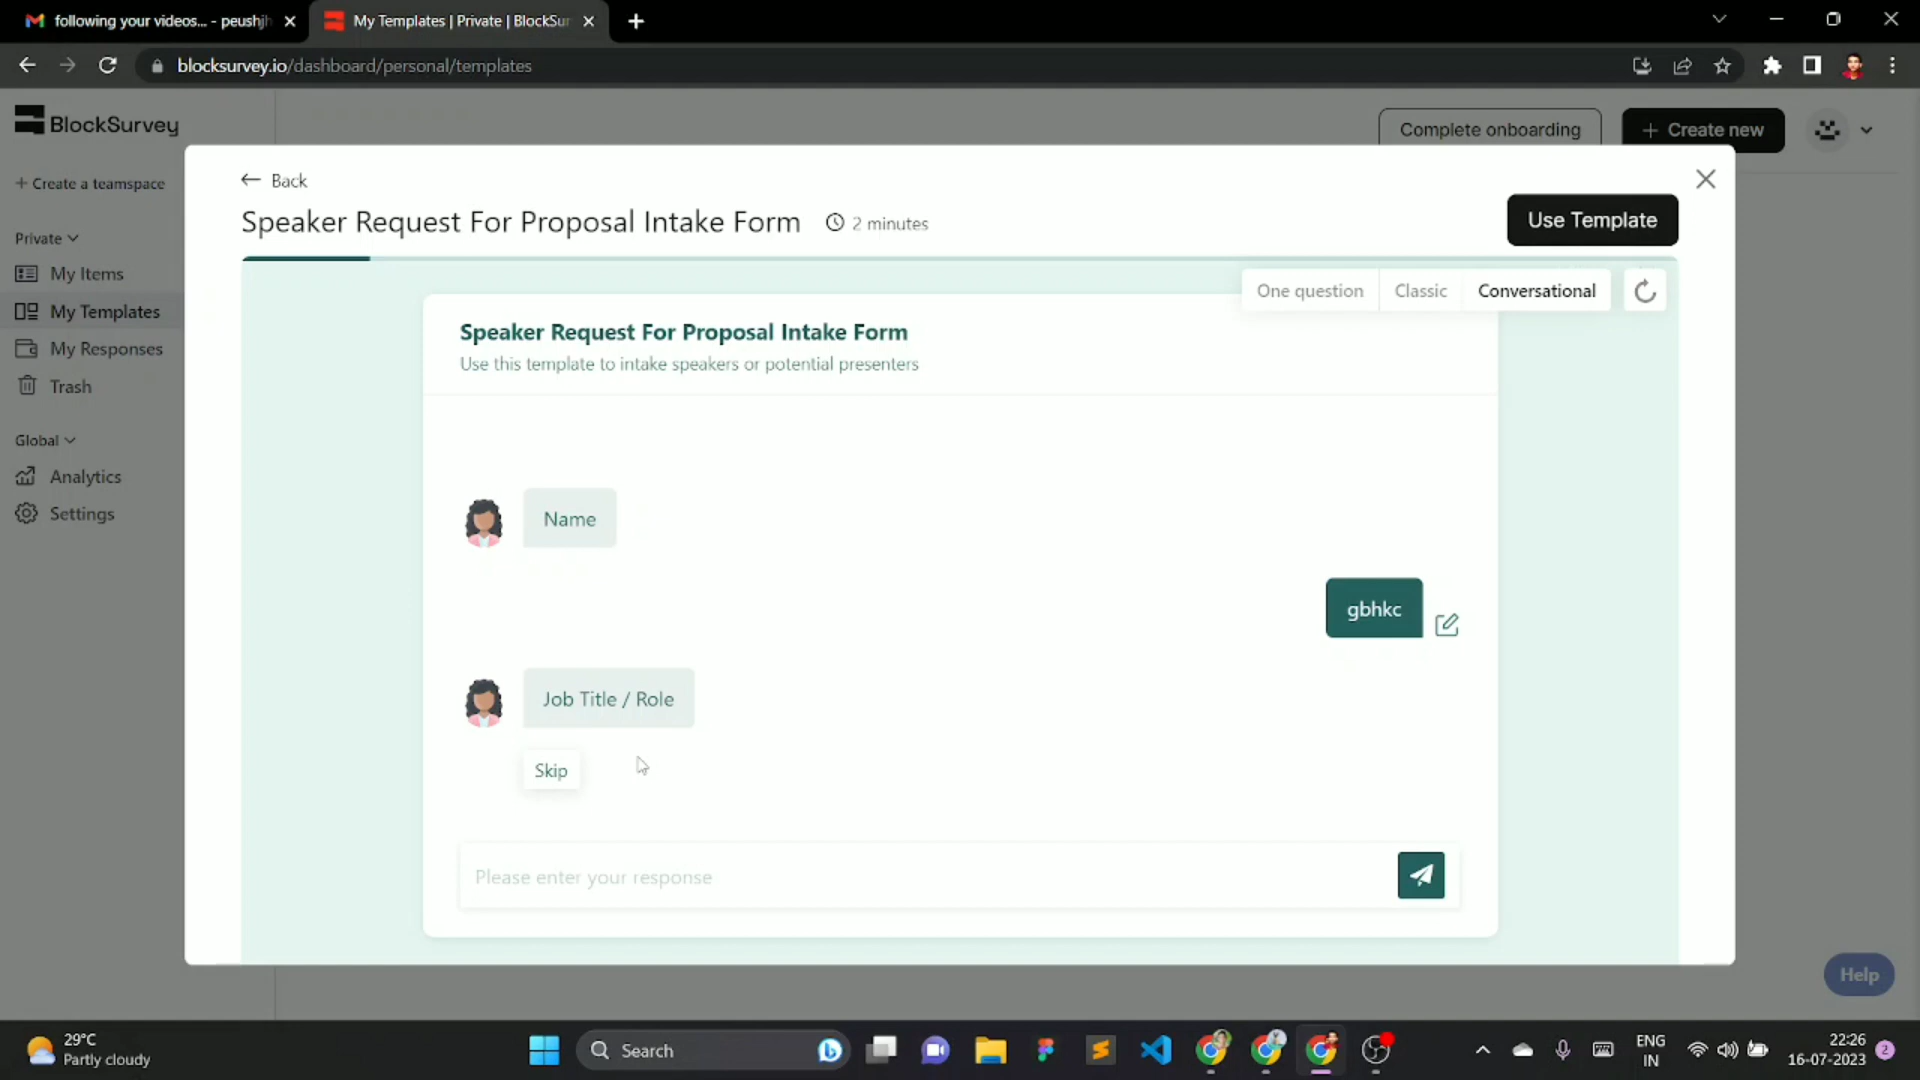 following your videos... - peushjh
My Templates | Private | BlockSur
blocksurvey.io/dashboard/personal/templates
BlockSurvey
Complete onboarding
+ Create new
+ Create a teamspace
Private
My Items
My Templates
My Responses
Trash
Global
Analytics
Settings
← Back
Speaker Request For Proposal Intake Form
2 minutes
Use Template
One question
Classic
Conversational
Speaker Request For Proposal Intake Form
Use this template to intake speakers or potential presenters
Name
gbhkc
Job Title / Role
Skip
Please enter your response
Help
29°C
Partly cloudy
Search
ENG
IN
22:26
16-07-2023
2